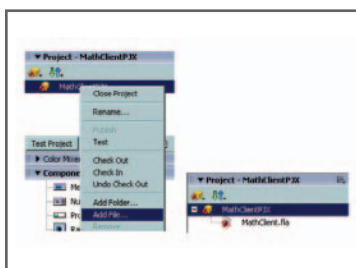 Project - MathClientPJX
Close Project
Rename...
Publish
Test
Test Project
Check Out
Color Mixe
Check In
Compone
Undo Check Out
Add Folder...
Add File...
Remove
Project - MathClientPJX
MathClientPJX
MathClient.fla